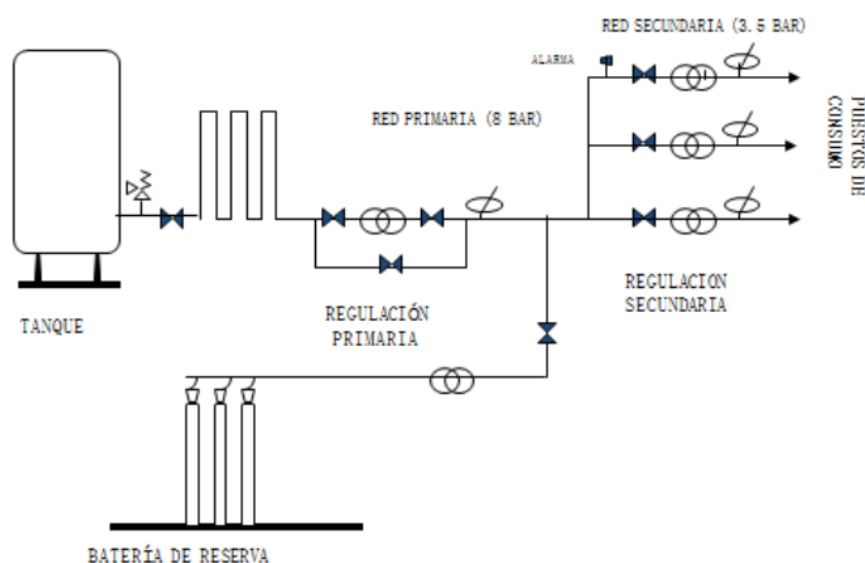 RED SECUNDARIA (3.5 BAR)
ALARMA
RED PRIMARIA (8 BAR)
PUESTOS DE
CONSUMO
REGULACION
SECUNDARIA
REGULACIÓN
PRIMARIA
TANQUE
BATERÍA DE RESERVA